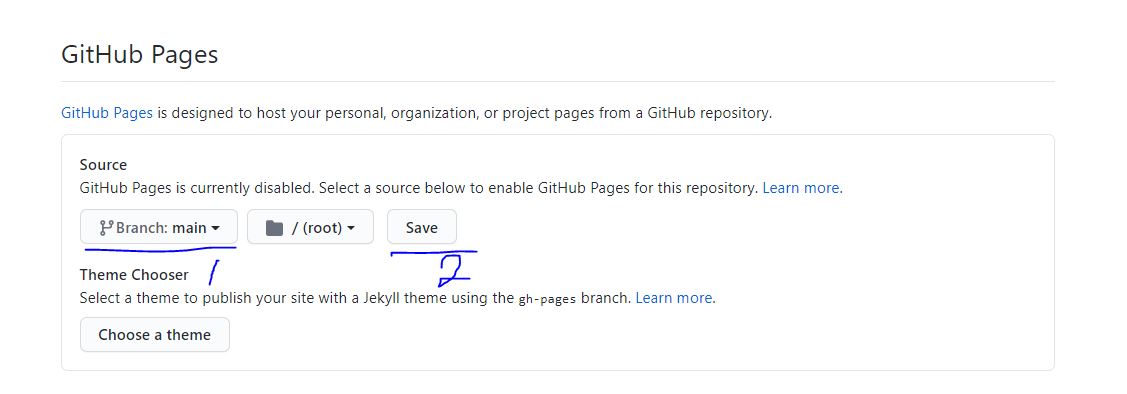 GitHub Pages
GitHub Pages is designed to host your personal, organization, or project pages from a GitHub repository.
Source
GitHub Pages is currently disabled. Select a source below to enable GitHub Pages for this repository. Learn more.
Branch: main / (root) Save
1 2
Theme Chooser
Select a theme to publish your site with a Jekyll theme using the gh-pages branch. Learn more.
Choose a theme